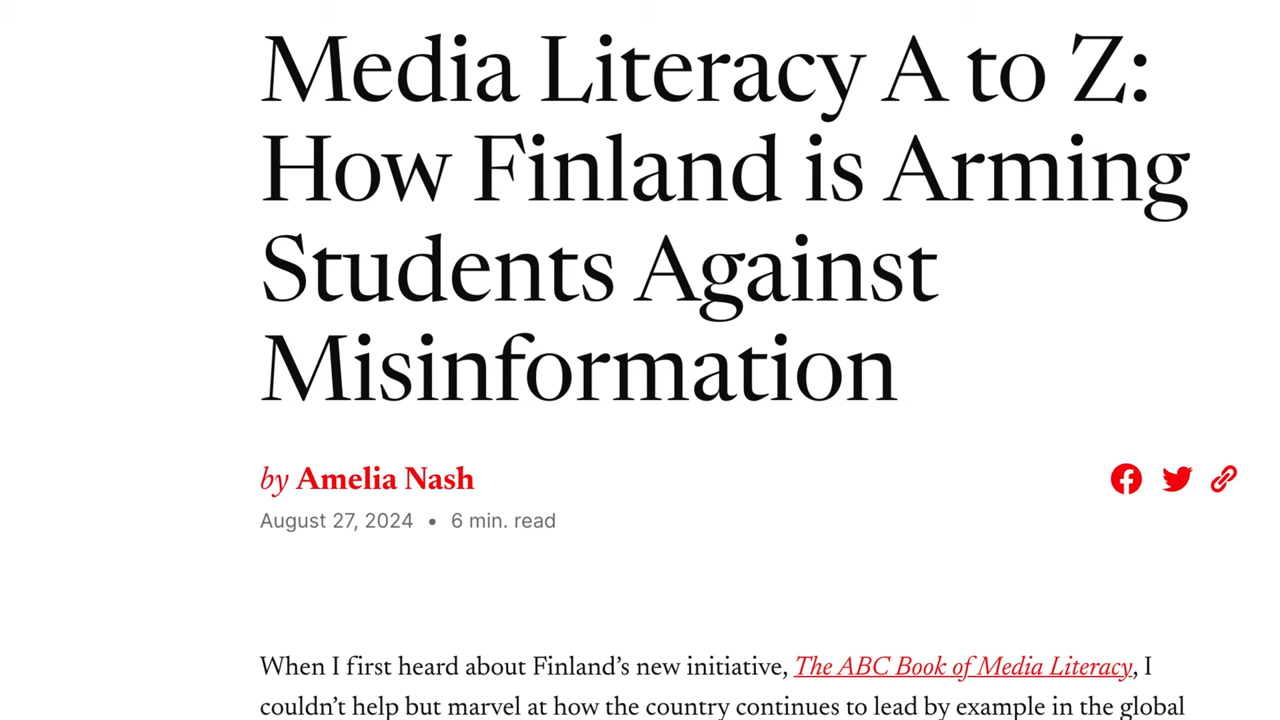 Media Literacy A to Z:
How Finland is Arming
Students Against
Misinformation
by Amelia Nash
August 27, 2024 • 6 min. read
When I first heard about Finland’s new initiative, The ABC Book of Media Literacy, I
couldn’t help but marvel at how the country continues to lead by example in the global